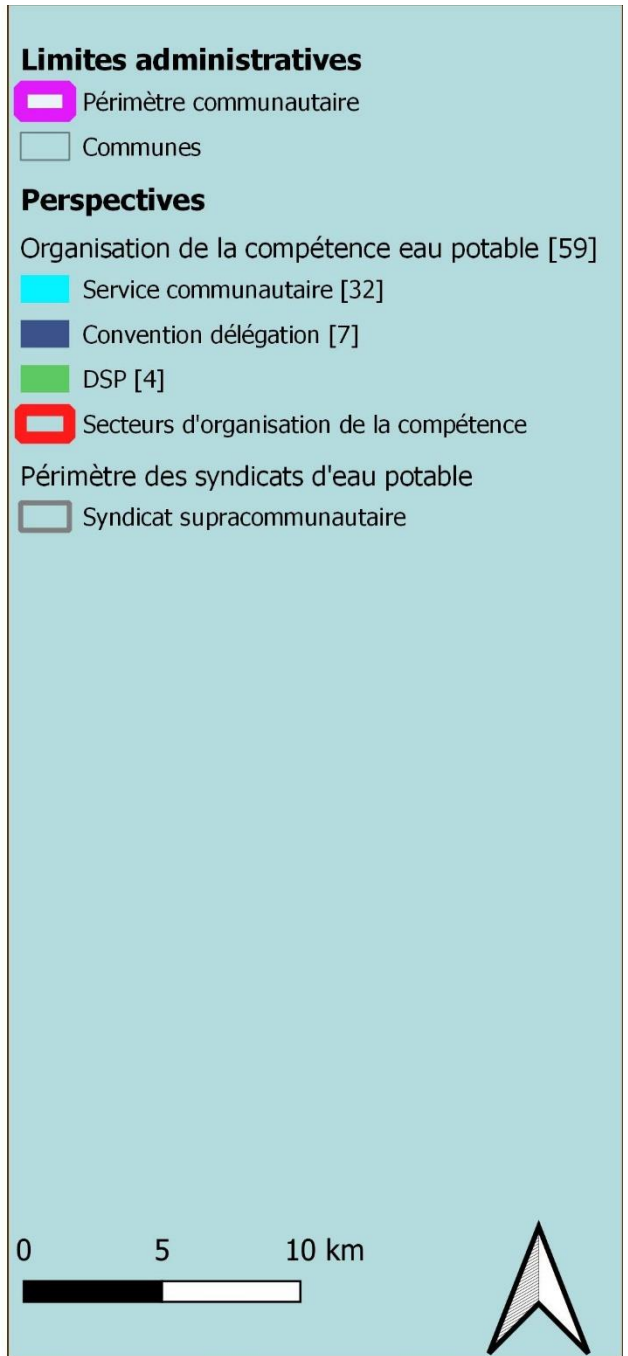 Limites administratives
Périmètre communautaire
Communes
Perspectives
Organisation de la compétence eau potable [59]
Service communautaire [32]
Convention délégation [7]
DSP [4]
Secteurs d'organisation de la compétence
Périmètre des syndicats d'eau potable
Syndicat supracommunautaire
0 5 10 km